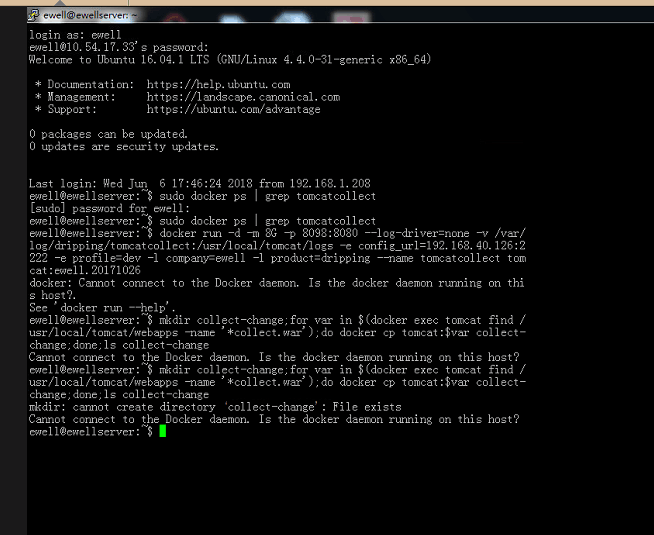 ewell@ewellserver: ~
login as: ewell
ewell@10.54.17.33's password:
Welcome to Ubuntu 16.04.1 LTS (GNU/Linux 4.4.0-31-generic x86_64)
* Documentation:  https://help.ubuntu.com
* Management:     https://landscape.canonical.com
* Support:        https://ubuntu.com/advantage
0 packages can be updated.
0 updates are security updates.
Last login: Wed Jun  6 17:46:24 2018 from 192.168.1.208
ewell@ewellserver:~$ sudo docker ps | grep tomcatcollect
[sudo] password for ewell:
ewell@ewellserver:~$ sudo docker ps | grep tomcatcollect
ewell@ewellserver:~$ docker run -d -m 8G -p 8098:8080 --log-driver=none -v /var/
log/dripping/tomcatcollect:/usr/local/tomcat/logs -e config_url=192.168.40.126:2
222 -e profile=dev -l company=ewell -l product=dripping --name tomcatcollect tom
cat:ewell.20171026
docker: Cannot connect to the Docker daemon. Is the docker daemon running on thi
s host?.
See 'docker run --help'.
ewell@ewellserver:~$ mkdir collect-change;for var in $(docker exec tomcat find /
usr/local/tomcat/webapps -name '*collect.war');do docker cp tomcat:$var collect-
change;done;ls collect-change
Cannot connect to the Docker daemon. Is the docker daemon running on this host?
ewell@ewellserver:~$ mkdir collect-change;for var in $(docker exec tomcat find /
usr/local/tomcat/webapps -name '*collect.war');do docker cp tomcat:$var collect-
change;done;ls collect-change
mkdir: cannot create directory 'collect-change': File exists
Cannot connect to the Docker daemon. Is the docker daemon running on this host?
ewell@ewellserver:~$